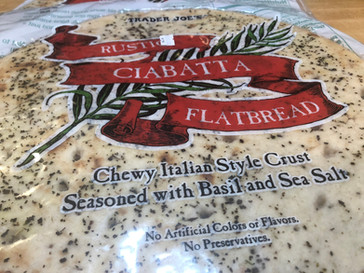 TRADER JOE'S
RUSTIC
CIABATTA
FLATBREAD
Chewy Italian Style Crust
Seasoned with Basil and Sea Salt
No Artificial Colors or Flavors.
No Preservatives.